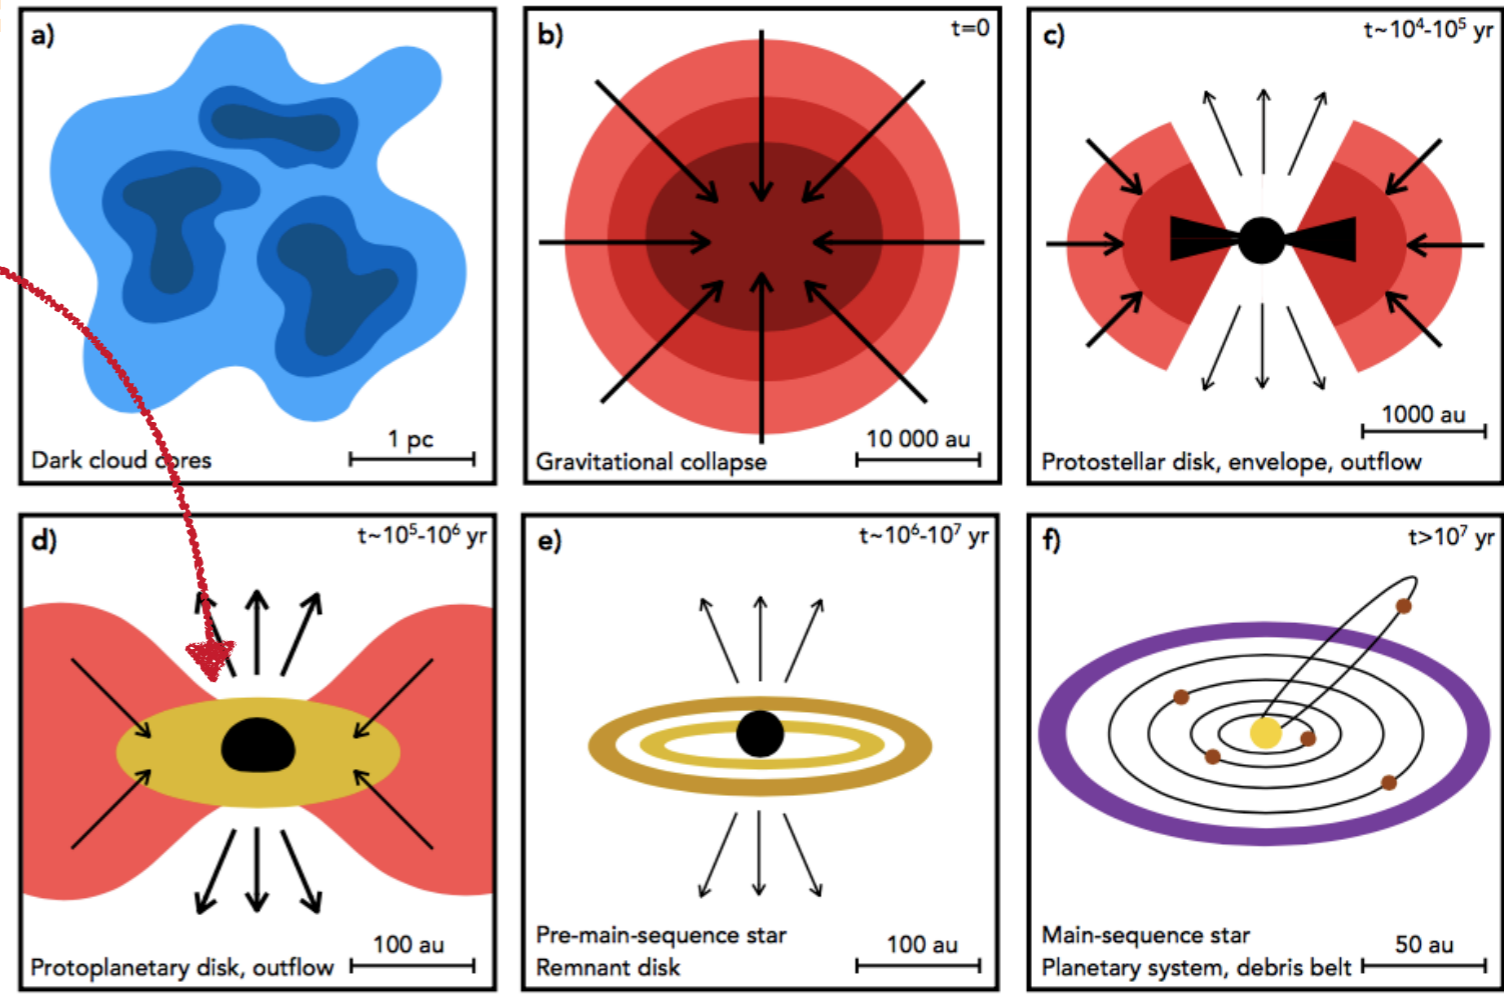 a)
1 pc
Dark cloud cores
b)
t=0
10 000 au
Gravitational collapse
c)
t~10⁴-10⁵ yr
1000 au
Protostellar disk, envelope, outflow
d)
t~10⁵-10⁶ yr
100 au
Protoplanetary disk, outflow
e)
t~10⁶-10⁷ yr
Pre-main-sequence star
100 au
Remnant disk
f)
t>10⁷ yr
Main-sequence star
50 au
Planetary system, debris belt